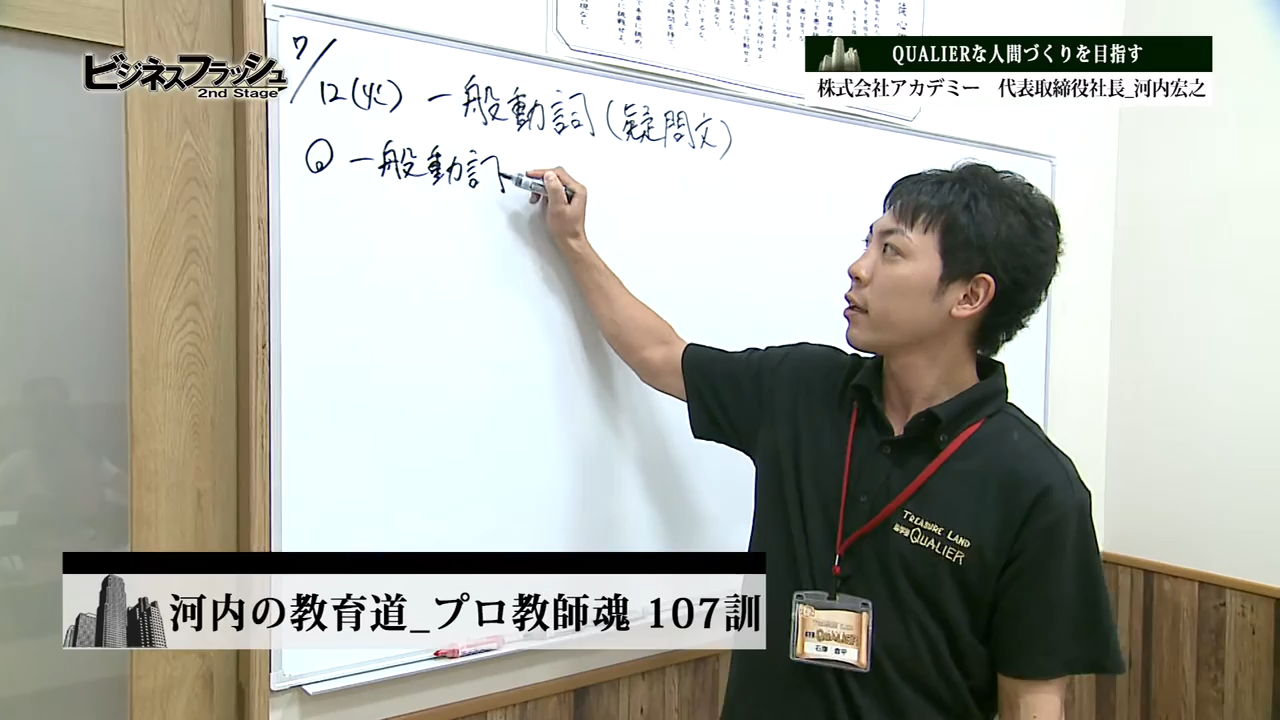 ビジネスフラッシュ
2nd Stage
QUALIERな人間づくりを目指す
株式会社アカデミー 代表取締役社長_河内宏之
7/12(火) 一般動詞(疑問文)
◎ 一般動
TREASURE LAND
QUALIER
TREASURE LAND
QUALIER
河内の教育道_プロ教師魂 107訓